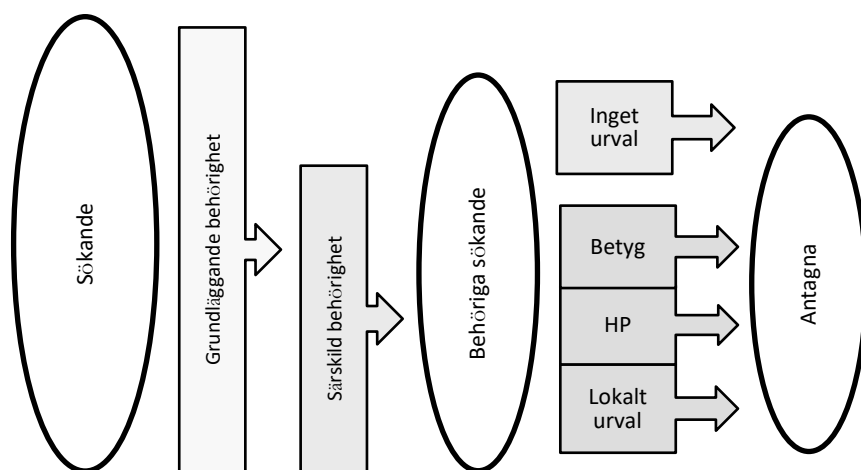 Sökande
Grundläggande behörighet
Särskild behörighet
Behöriga sökande
Inget
urval
Betyg
HP
Lokalt
urval
Antagna